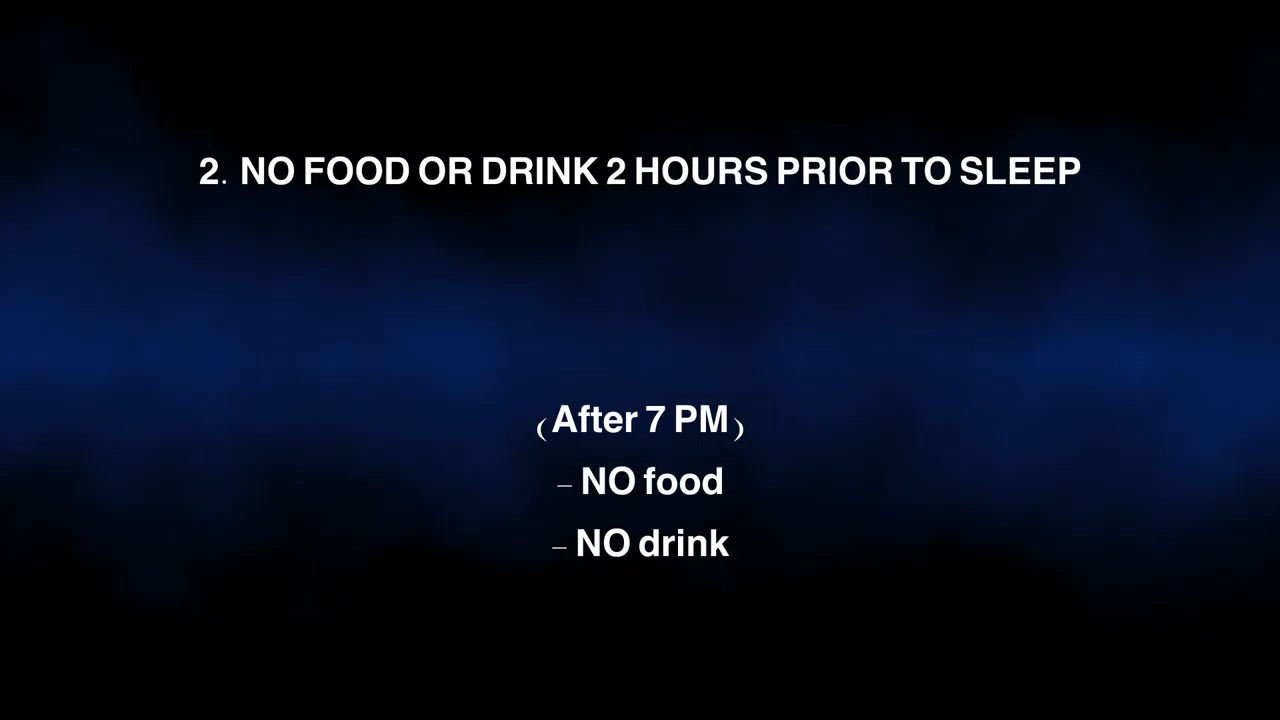 2. NO FOOD OR DRINK 2 HOURS PRIOR TO SLEEP
(After 7 PM)
– NO food
– NO drink